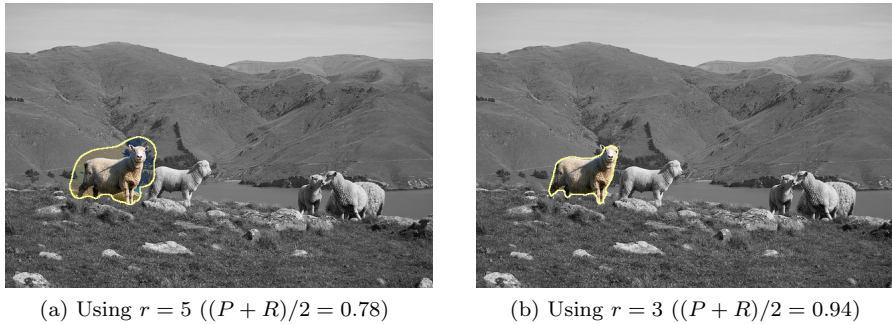 (a) Using r = 5 ((P + R)/2 = 0.78)
(b) Using r = 3 ((P + R)/2 = 0.94)